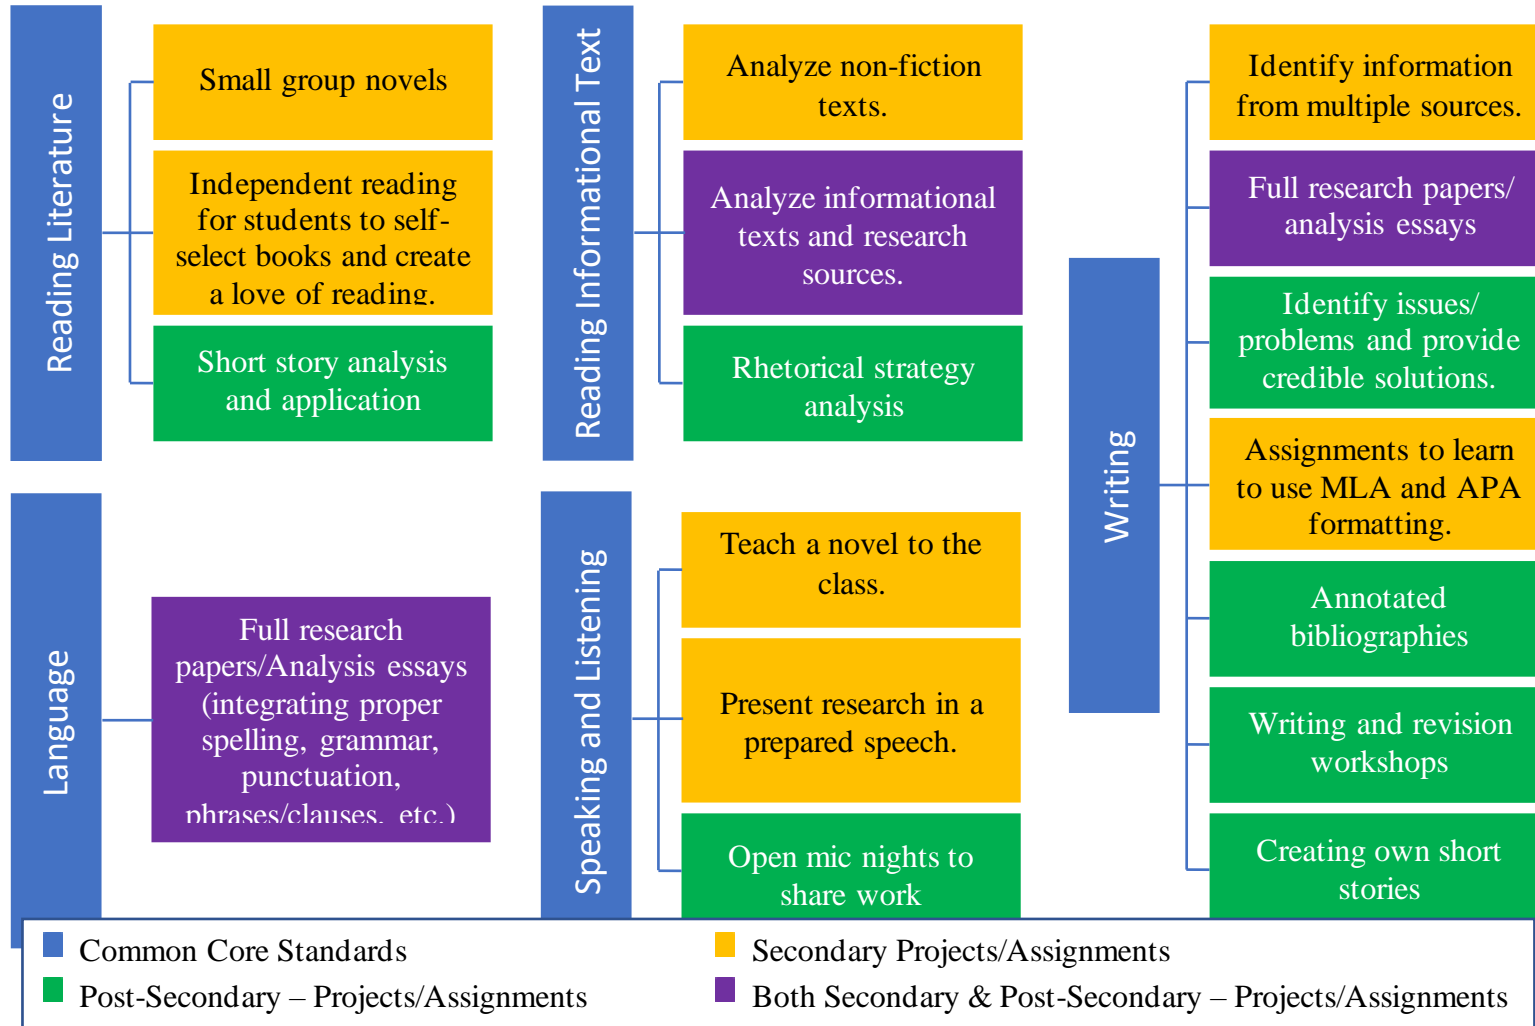 Reading Literature
Small group novels
Independent reading
for students to self-
select books and create
a love of reading.
Short story analysis
and application
Reading Informational Text
Analyze non-fiction
texts.
Analyze informational
texts and research
sources.
Rhetorical strategy
analysis
Writing
Identify information
from multiple sources.
Full research papers/
analysis essays
Identify issues/
problems and provide
credible solutions.
Assignments to learn
to use MLA and APA
formatting.
Annotated
bibliographies
Writing and revision
workshops
Creating own short
stories
Language
Full research
papers/Analysis essays
(integrating proper
spelling, grammar,
punctuation,
phrases/clauses, etc.)
Speaking and Listening
Teach a novel to the
class.
Present research in a
prepared speech.
Open mic nights to
share work
Common Core Standards
Secondary Projects/Assignments
Post-Secondary – Projects/Assignments
Both Secondary & Post-Secondary – Projects/Assignments